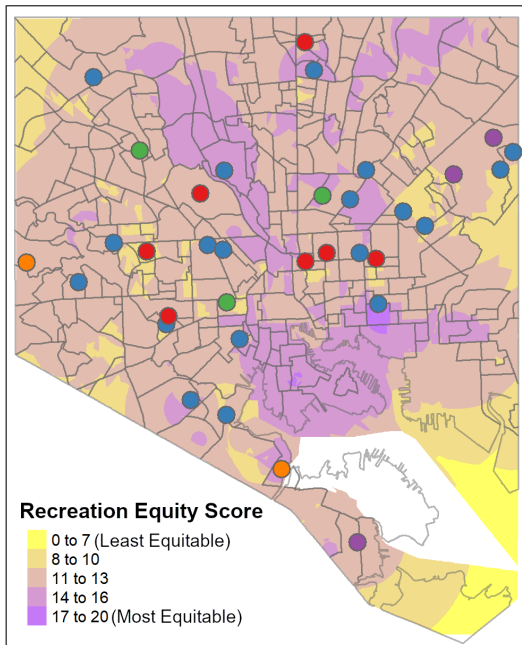 Recreation Equity Score
0 to 7 (Least Equitable)
8 to 10
11 to 13
14 to 16
17 to 20 (Most Equitable)